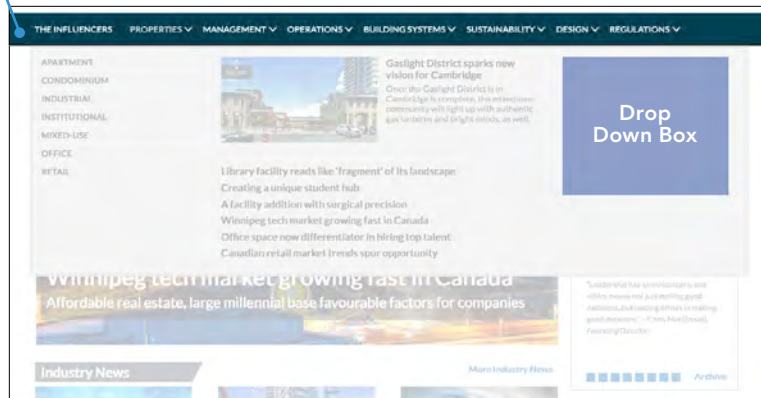 THE INFLUENCERS PROPERTIES MANAGEMENT OPERATIONS BUILDING SYSTEMS SUSTAINABILITY DESIGN REGULATIONS
APARTMENT
CONDOMINIUM
INDUSTRIAL
INSTITUTIONAL
MIXED-USE
OFFICE
RETAIL
Gaslight District sparks new
vision for Cambridge
Once the Gaslight District is in
Cambridge is complete, the
community will light up with authentic
gas lanterns and bright minds, as well.
Library facility reads like 'fragment' of its landscape
Creating a unique student hub
A facility addition with surgical precision
Winnipeg tech market growing fast in Canada
Office space now differentiator in hiring top talent
Canadian retail market trends spur opportunity
Drop
Down Box
Winnipeg tech market growing fast in Canada
Affordable real estate, large millennial base favourable factors for companies
Founding Director
Industry News
More Industry News
Archive